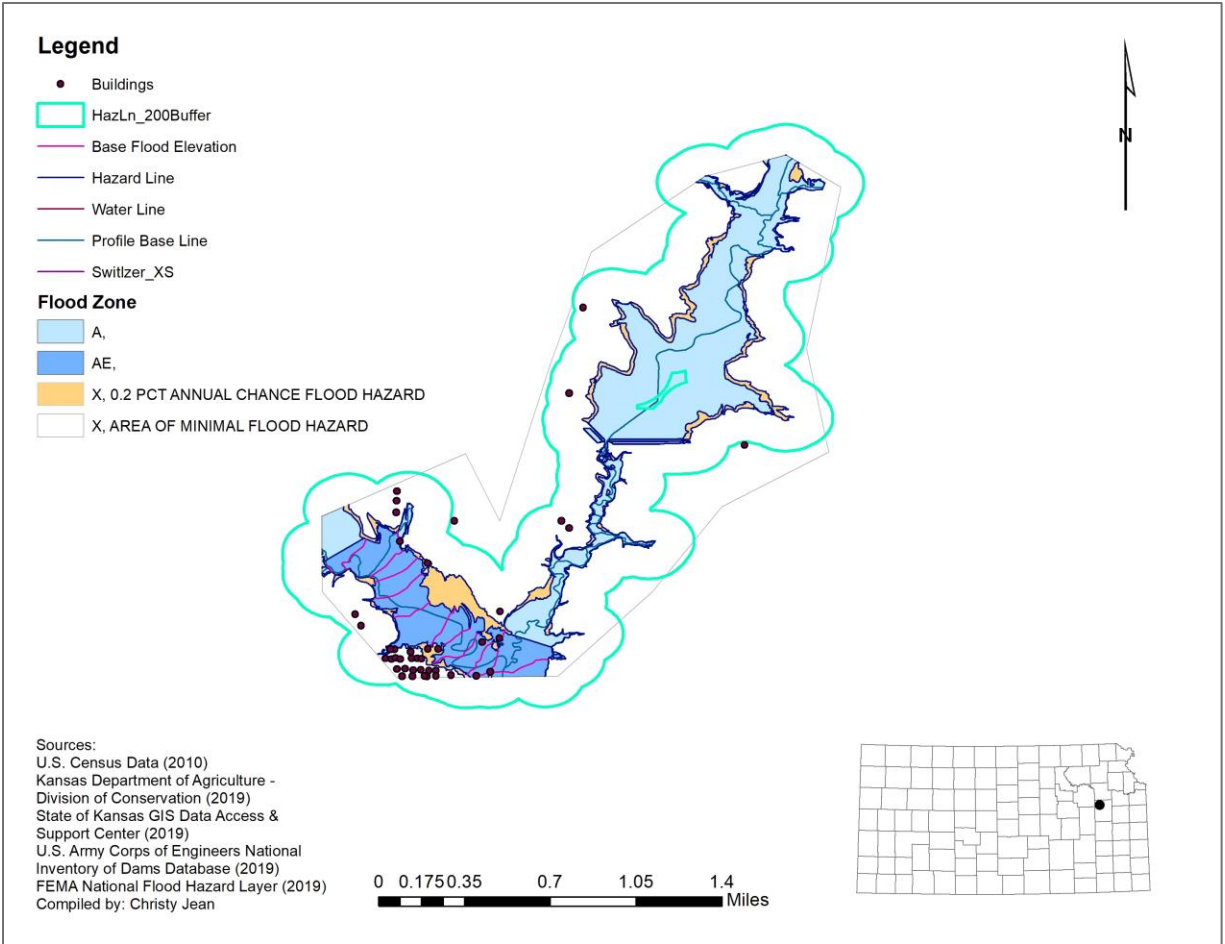 Legend
Buildings
HazLn_200Buffer
Base Flood Elevation
Hazard Line
Water Line
Profile Base Line
Switlzer_XS
Flood Zone
A,
AE,
X, 0.2 PCT ANNUAL CHANCE FLOOD HAZARD
X, AREA OF MINIMAL FLOOD HAZARD
N
Sources:
U.S. Census Data (2010)
Kansas Department of Agriculture -
Division of Conservation (2019)
State of Kansas GIS Data Access &
Support Center (2019)
U.S. Army Corps of Engineers National
Inventory of Dams Database (2019)
FEMA National Flood Hazard Layer (2019)
Compiled by: Christy Jean
0 0.175 0.35 0.7 1.05 1.4
Miles